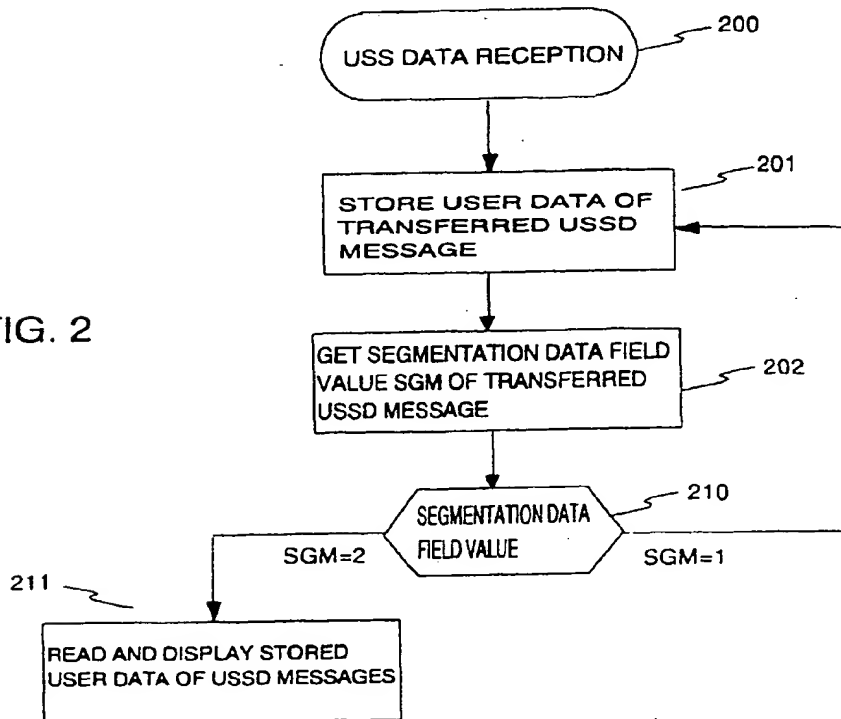 200
USS DATA RECEPTION
201
STORE USER DATA OF
TRANSFERRED USSD
MESSAGE
FIG. 2
GET SEGMENTATION DATA FIELD
VALUE SGM OF TRANSFERRED
USSD MESSAGE
202
210
SEGMENTATION DATA
FIELD VALUE
SGM=2
SGM=1
211
READ AND DISPLAY STORED
USER DATA OF USSD MESSAGES